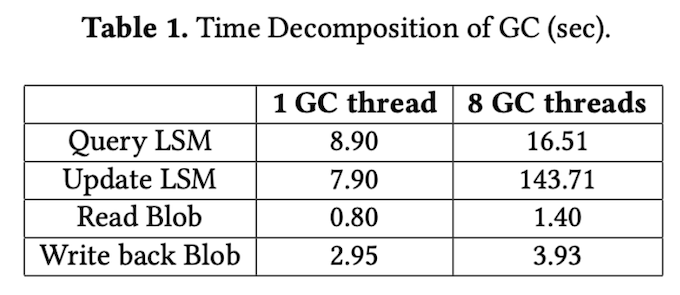 Table 1. Time Decomposition of GC (sec).
1 GC thread 8 GC threads
Query LSM 8.90 16.51
Update LSM 7.90 143.71
Read Blob 0.80 1.40
Write back Blob 2.95 3.93